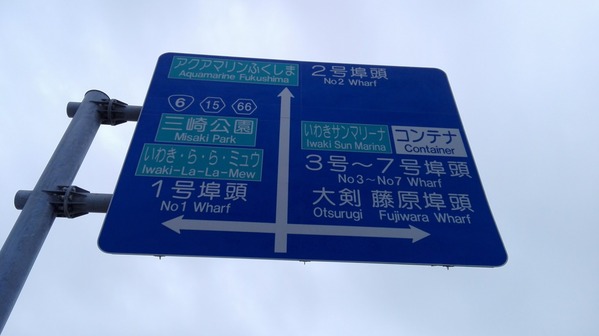 アクアマリンふくしま
Aquamarine Fukushima
2号埠頭
No2 Wharf
6 15 66
三崎公園
Misaki Park
いわき・ら・ら・ミュウ
Iwaki-La-La-Mew
1号埠頭
No1 Wharf
いわきサンマリーナ
Iwaki Sun Marina
コンテナ
Container
3号～7号埠頭
No3～No7 Wharf
大剣 藤原埠頭
Otsurugi Fujiwara Wharf